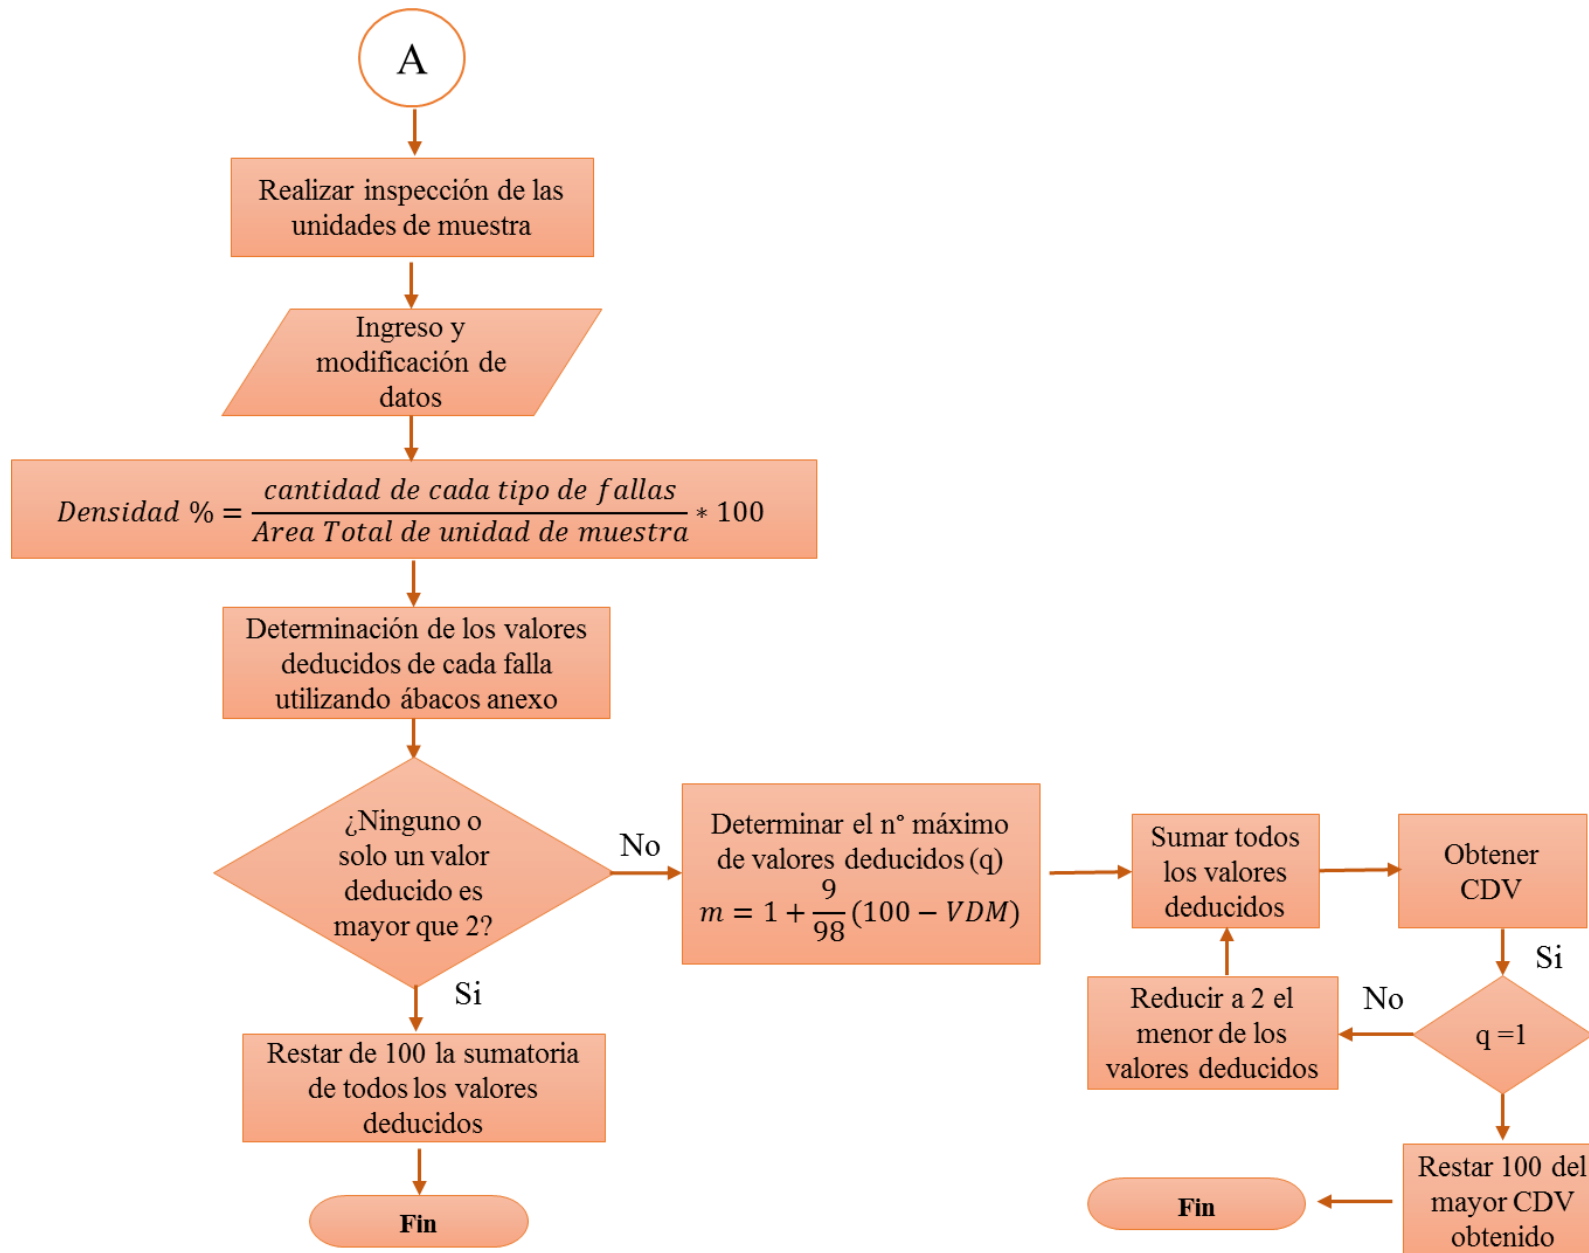 A
Realizar inspección de las
unidades de muestra
Ingreso y
modificación de
datos
Densidad % = cantidad de cada tipo de fallas / Area Total de unidad de muestra * 100
Determinación de los valores
deducidos de cada falla
utilizando ábacos anexo
¿Ninguno o
solo un valor
deducido es
mayor que 2?
No
Si
Restar de 100 la sumatoria
de todos los valores
deducidos
Fin
Determinar el n° máximo
de valores deducidos (q)
m = 1 + 9/98 (100 − VDM)
Sumar todos
los valores
deducidos
Obtener
CDV
Si
q =1
No
Reducir a 2 el
menor de los
valores deducidos
Restar 100 del
mayor CDV
obtenido
Fin